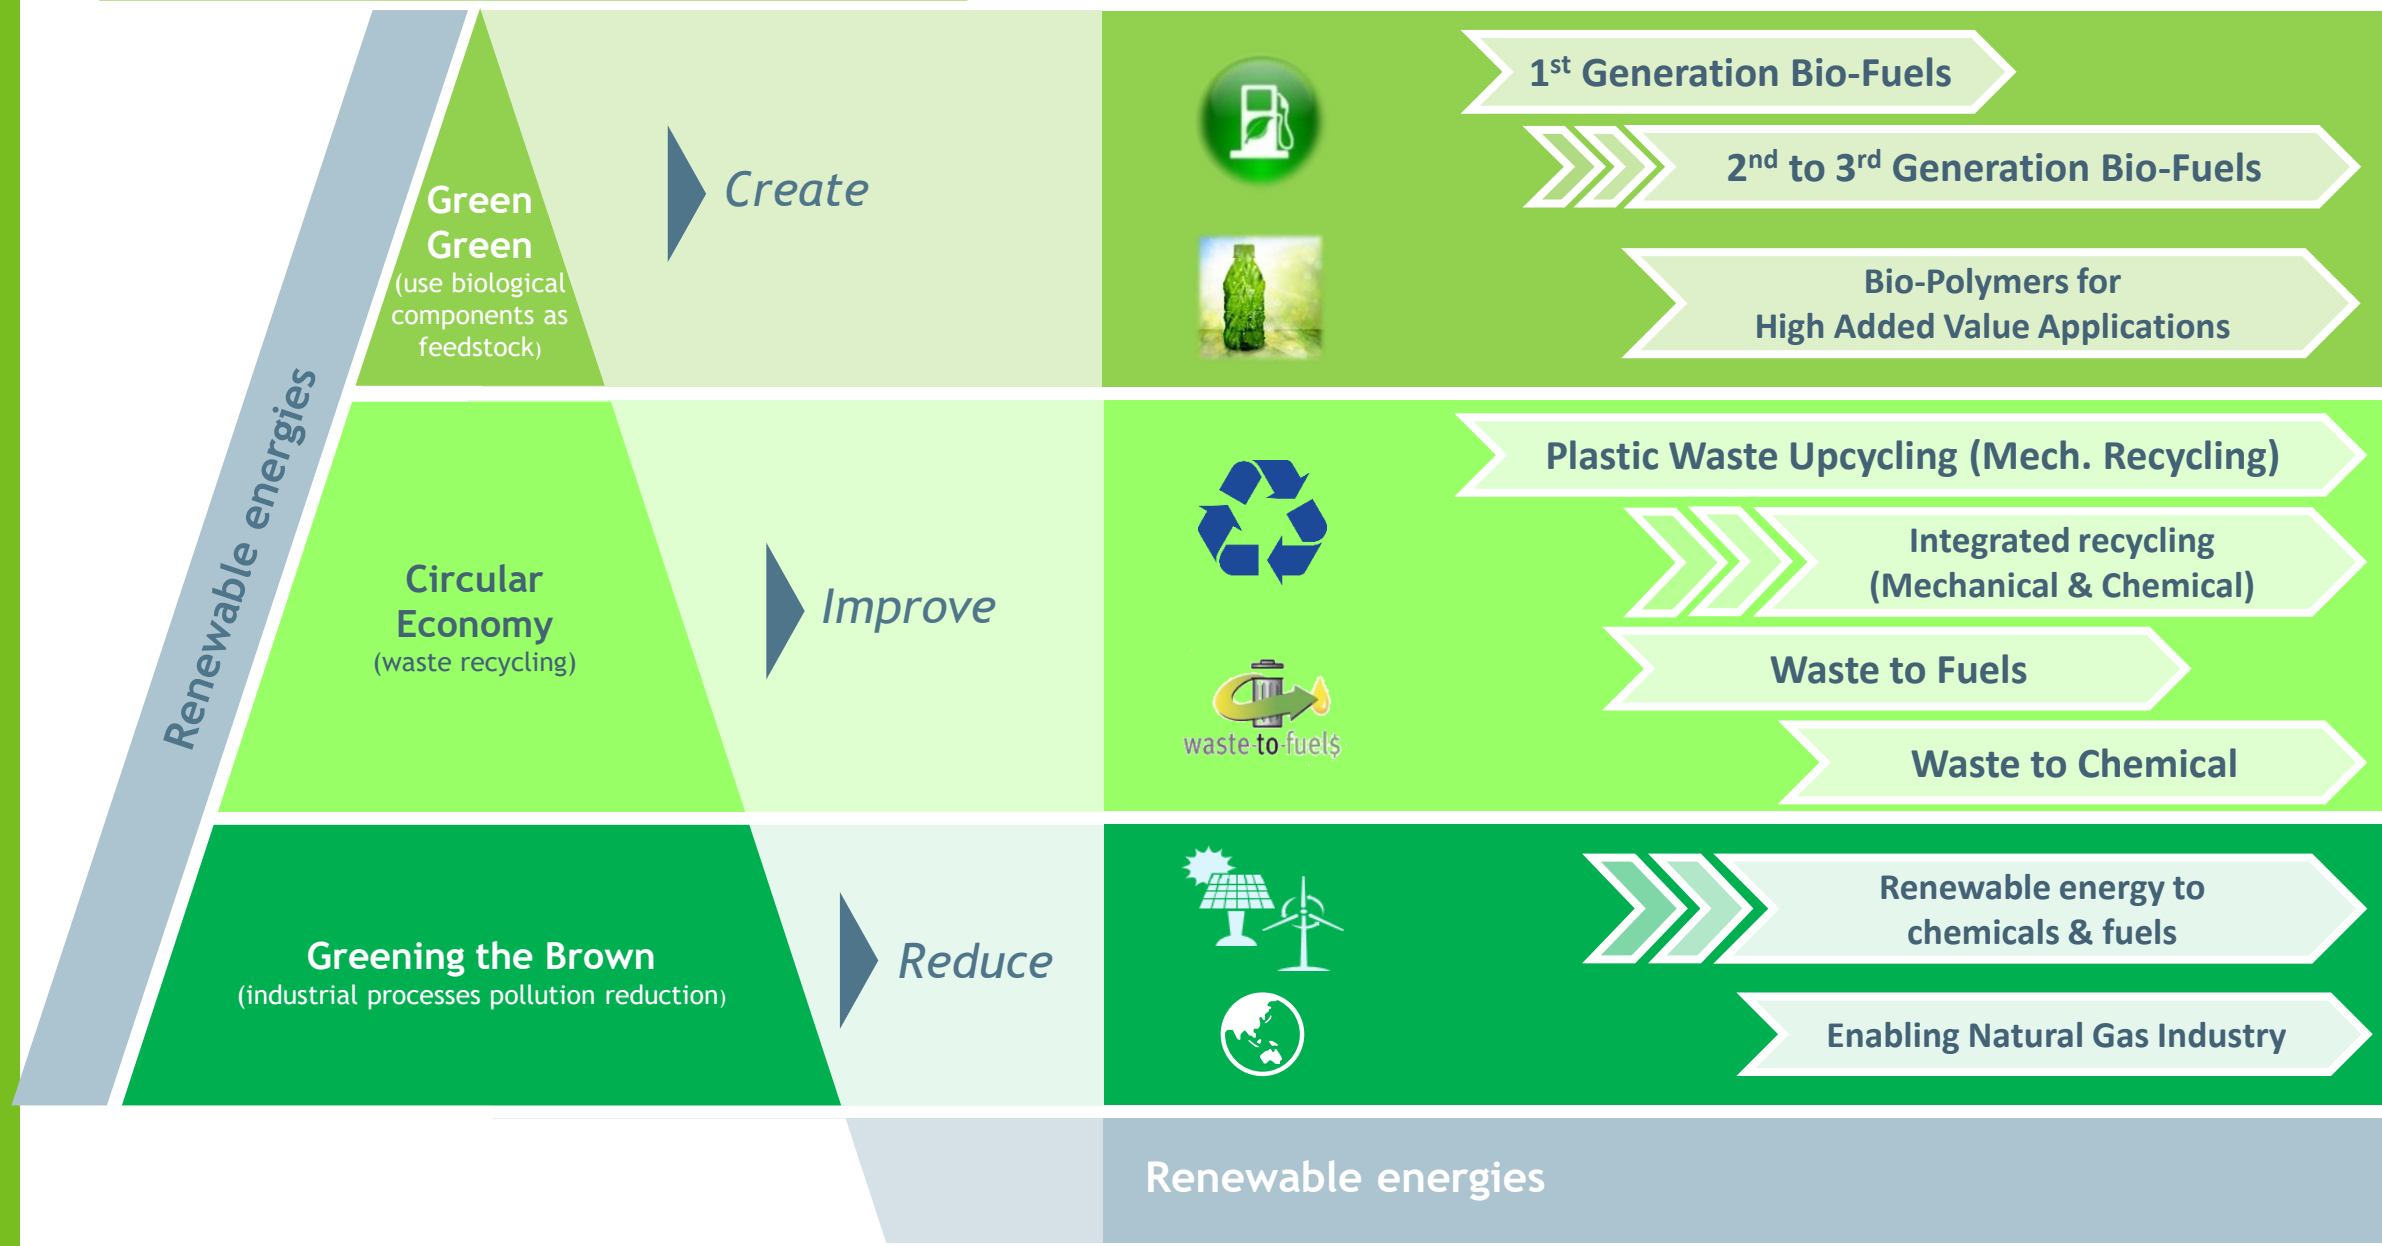 Renewable energies
Green
Green
(use biological
components as
feedstock)
Create
1st Generation Bio-Fuels
2nd to 3rd Generation Bio-Fuels
Bio-Polymers for
High Added Value Applications
Circular
Economy
(waste recycling)
Improve
Plastic Waste Upcycling (Mech. Recycling)
Integrated recycling
(Mechanical & Chemical)
waste-to-fuels
Waste to Fuels
Waste to Chemical
Greening the Brown
(industrial processes pollution reduction)
Reduce
Renewable energy to
chemicals & fuels
Enabling Natural Gas Industry
Renewable energies